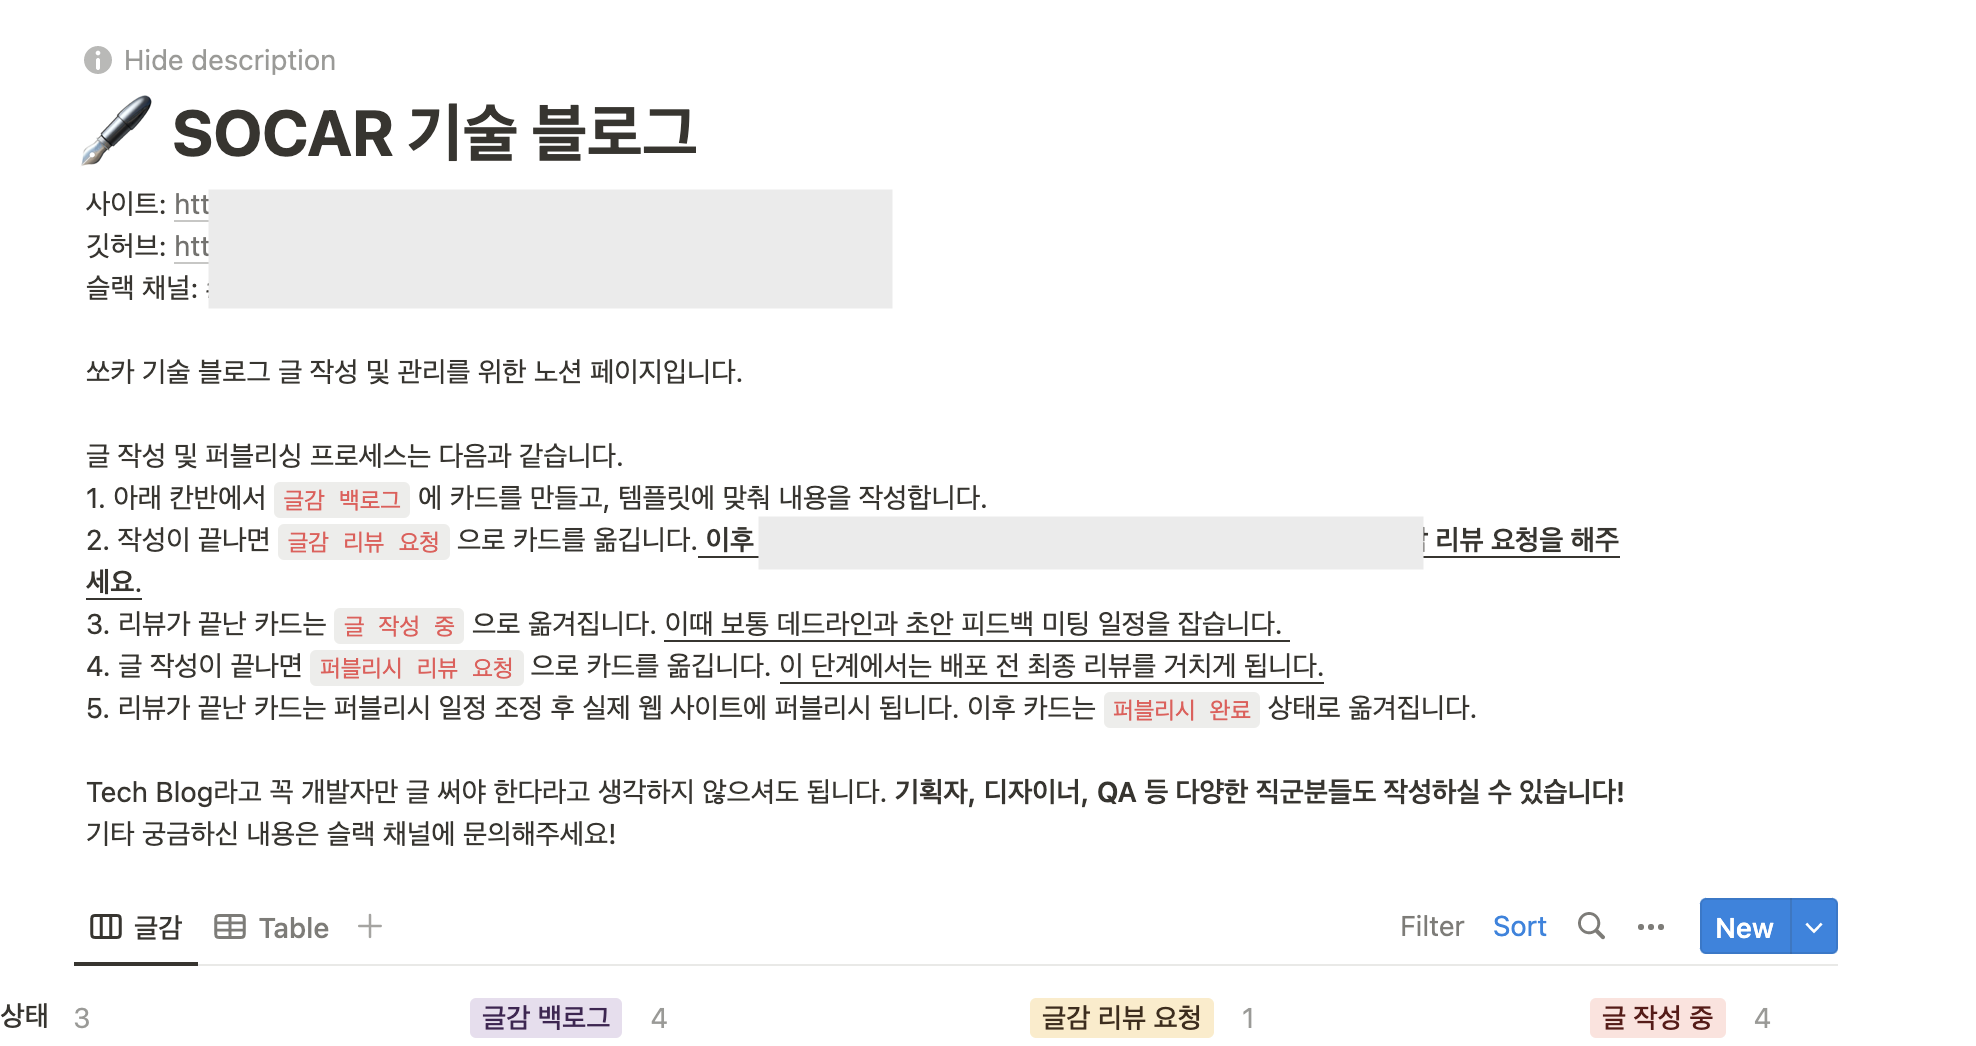 Hide description
SOCAR 기술 블로그
사이트: htt
깃허브: htt
슬랙 채널:
쏘카 기술 블로그 글 작성 및 관리를 위한 노션 페이지입니다.
글 작성 및 퍼블리싱 프로세스는 다음과 같습니다.
1. 아래 칸반에서 글감 백로그 에 카드를 만들고, 템플릿에 맞춰 내용을 작성합니다.
2. 작성이 끝나면 글감 리뷰 요청 으로 카드를 옮깁니다. 이후 리뷰 요청을 해주
세요.
3. 리뷰가 끝난 카드는 글 작성 중 으로 옮겨집니다. 이때 보통 데드라인과 초안 피드백 미팅 일정을 잡습니다.
4. 글 작성이 끝나면 퍼블리시 리뷰 요청 으로 카드를 옮깁니다. 이 단계에서는 배포 전 최종 리뷰를 거치게 됩니다.
5. 리뷰가 끝난 카드는 퍼블리시 일정 조정 후 실제 웹 사이트에 퍼블리시 됩니다. 이후 카드는 퍼블리시 완료 상태로 옮겨집니다.
Tech Blog라고 꼭 개발자만 글 써야 한다라고 생각하지 않으셔도 됩니다. 기획자, 디자이너, QA 등 다양한 직군분들도 작성하실 수 있습니다!
기타 궁금하신 내용은 슬랙 채널에 문의해주세요!
글감 Table + Filter Sort ••• New
상태 3 글감 백로그 4 글감 리뷰 요청 1 글 작성 중 4